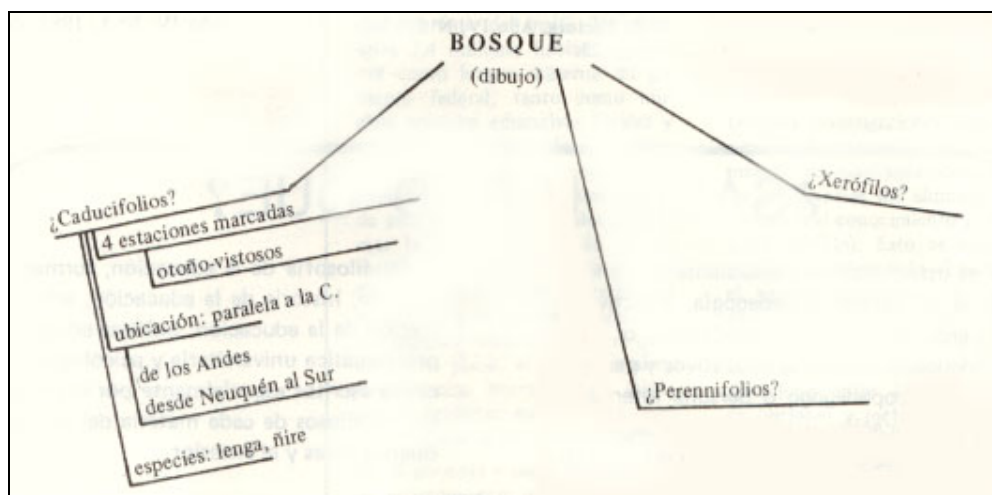 BOSQUE
(dibujo)
¿Caducifolios?
4 estaciones marcadas
otoño-vistosos
ubicación: paralela a la C.
de los Andes
desde Neuquén al Sur
especies: lenga, ñire
¿Perennifolios?
¿Xerófilos?